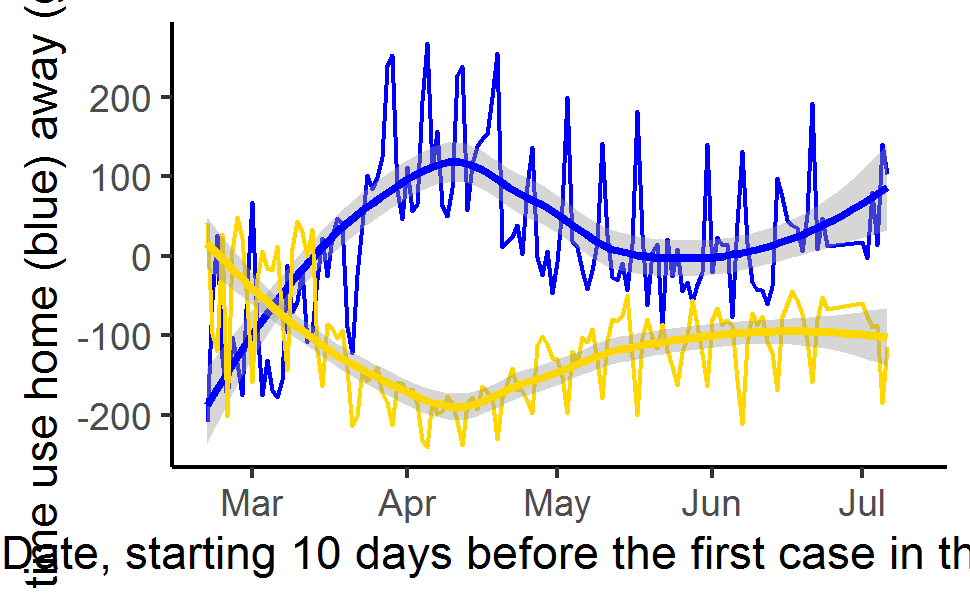 time use home (blue) away (
200
100
0
-100
-200
Mar Apr May Jun Jul
Date, starting 10 days before the first case in th